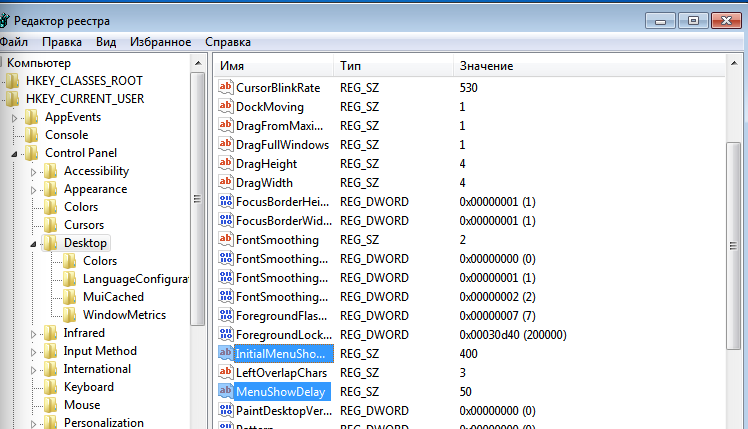 Редактор реестра
Файл Правка Вид Избранное Справка
Компьютер
HKEY_CLASSES_ROOT
HKEY_CURRENT_USER
AppEvents
Console
Control Panel
Accessibility
Appearance
Colors
Cursors
Desktop
Colors
LanguageConfigurat
MuiCached
WindowMetrics
Infrared
Input Method
International
Keyboard
Mouse
Personalization
Имя Тип Значение
CursorBlinkRate REG_SZ 530
DockMoving REG_SZ 1
DragFromMaxi... REG_SZ 1
DragFullWindows REG_SZ 1
DragHeight REG_SZ 4
DragWidth REG_SZ 4
FocusBorderHei... REG_DWORD 0x00000001 (1)
FocusBorderWid... REG_DWORD 0x00000001 (1)
FontSmoothing REG_SZ 2
FontSmoothing... REG_DWORD 0x00000000 (0)
FontSmoothing... REG_DWORD 0x00000001 (1)
FontSmoothing... REG_DWORD 0x00000002 (2)
ForegroundFlas... REG_DWORD 0x00000007 (7)
ForegroundLock... REG_DWORD 0x00030d40 (200000)
InitialMenuSho... REG_SZ 400
LeftOverlapChars REG_SZ 3
MenuShowDelay REG_SZ 50
PaintDesktopVer... REG_DWORD 0x00000000 (0)